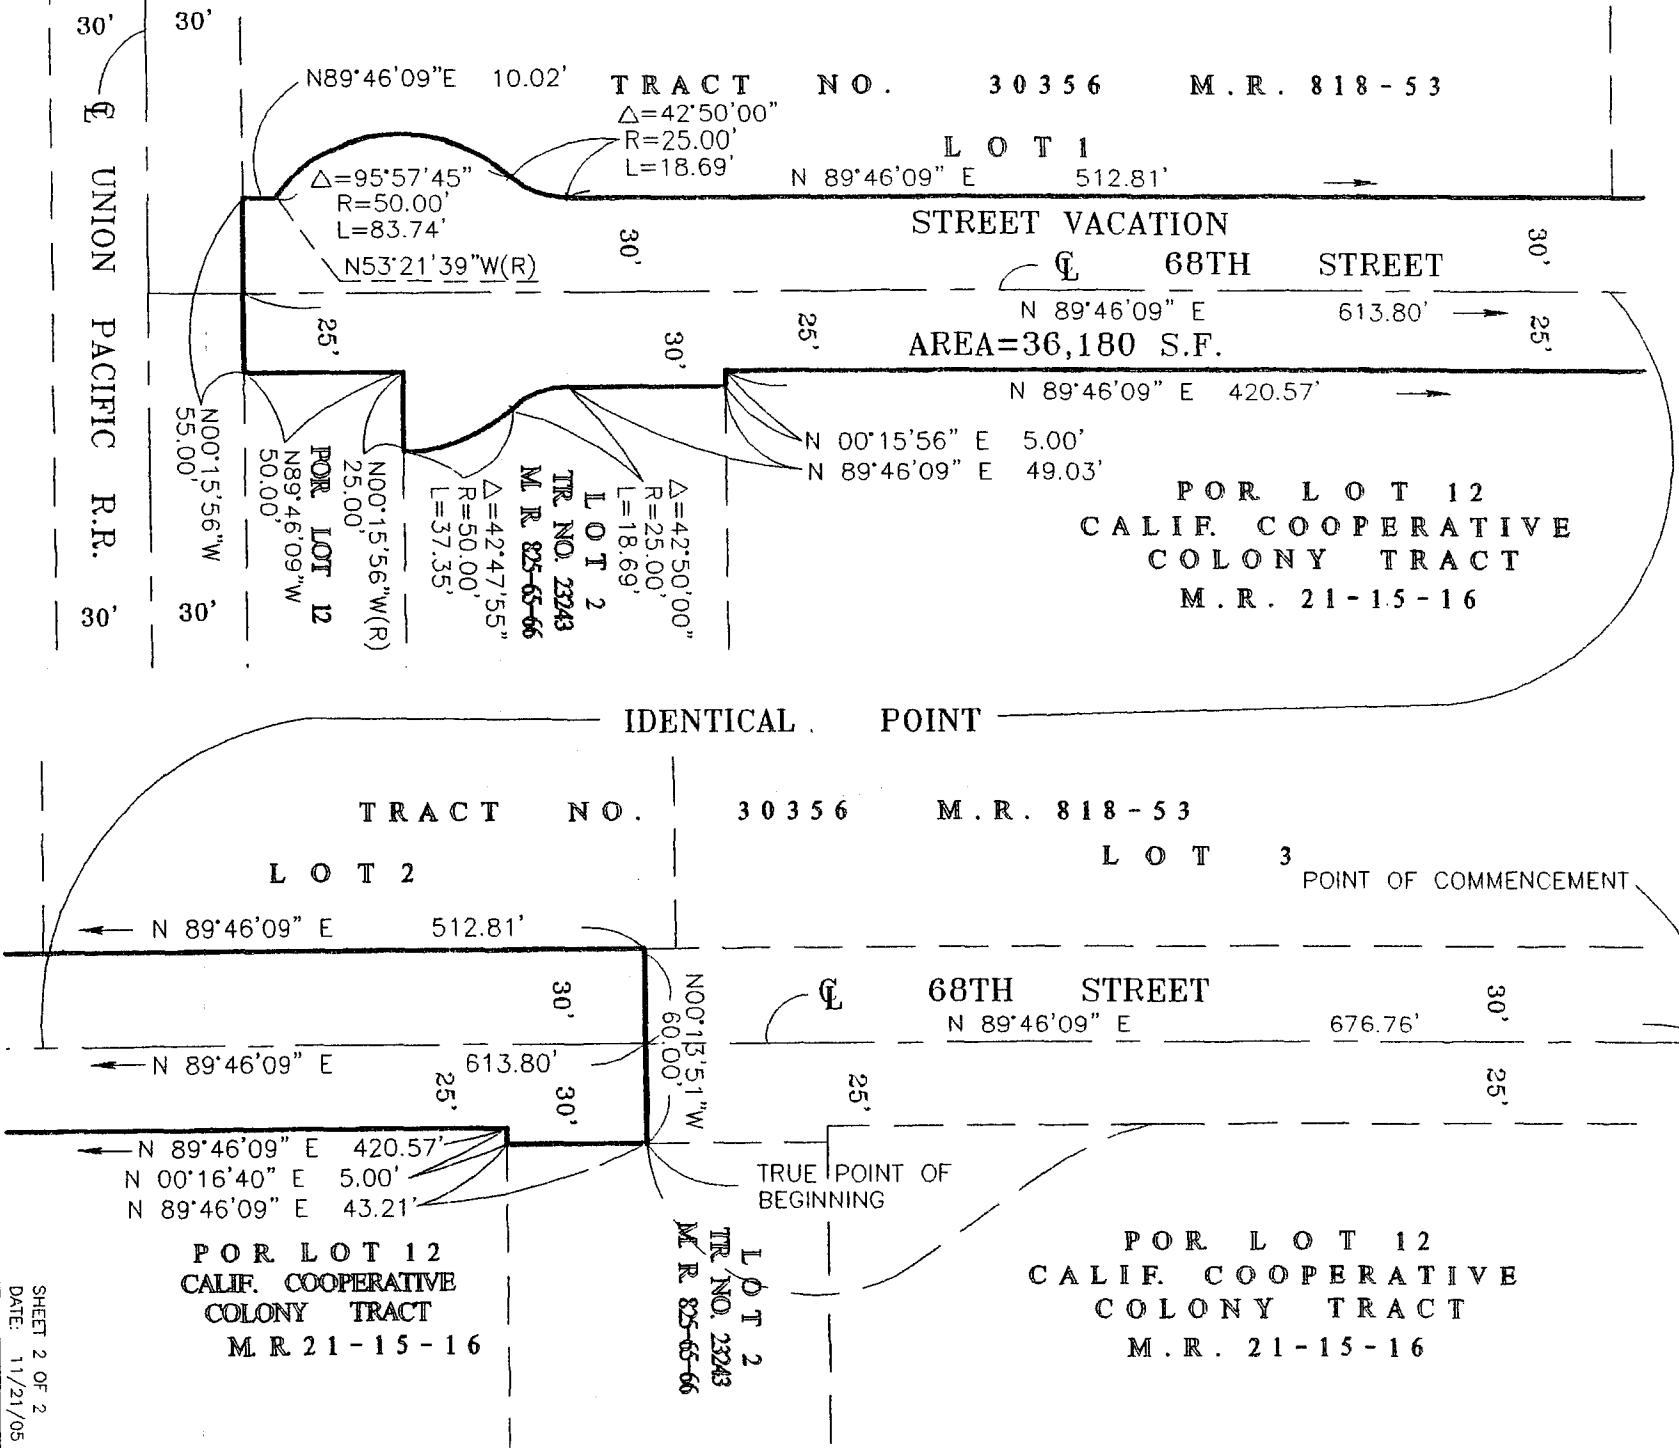 30' 30'
N89°46'09"E 10.02'
TRACT NO. 30356 M.R. 818-53
Δ=42°50'00"
R=25.00'
L=18.69'
LOT 1
N 89°46'09" E 512.81'
Δ=95°57'45"
R=50.00'
L=83.74'
N53°21'39"W(R)
STREET VACATION
30'
30'
℄ 68TH STREET
N 89°46'09" E 613.80'
25'
30'
25'
25'
AREA=36,180 S.F.
N 89°46'09" E 420.57'
N 00°15'56" E 5.00'
N 89°46'09" E 49.03'
℄ UNION PACIFIC R.R.
30' 30'
N00°15'56"W
55.00'
POR LOT 12
N89°46'09"W
50.00'
N00°15'56"W(R)
25.00'
Δ=42°47'55"
R=50.00'
L=37.35'
LOT 2
TR NO. 23243
M R 825-65-66
Δ=42°50'00"
R=25.00'
L=18.69'
POR LOT 12
CALIF. COOPERATIVE
COLONY TRACT
M.R. 21-15-16
IDENTICAL POINT
TRACT NO. 30356 M.R. 818-53
LOT 2
LOT 3
POINT OF COMMENCEMENT
N 89°46'09" E 512.81'
30'
N00°13'51"W
60.00'
℄ 68TH STREET
N 89°46'09" E 676.76'
30'
N 89°46'09" E 613.80'
25'
30'
25'
25'
N 89°46'09" E 420.57'
N 00°16'40" E 5.00'
N 89°46'09" E 43.21'
TRUE POINT OF
BEGINNING
POR LOT 12
CALIF. COOPERATIVE
COLONY TRACT
M.R. 21-15-16
LOT 2
TR NO. 23243
M R 825-65-66
POR LOT 12
CALIF. COOPERATIVE
COLONY TRACT
M.R. 21-15-16
SHEET 2 OF 2
DATE: 11/21/05